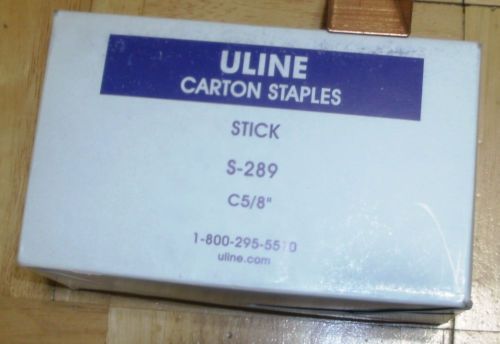 ULINE
CARTON STAPLES
STICK
S-289
C5/8"
1-800-295-5510
uline.com